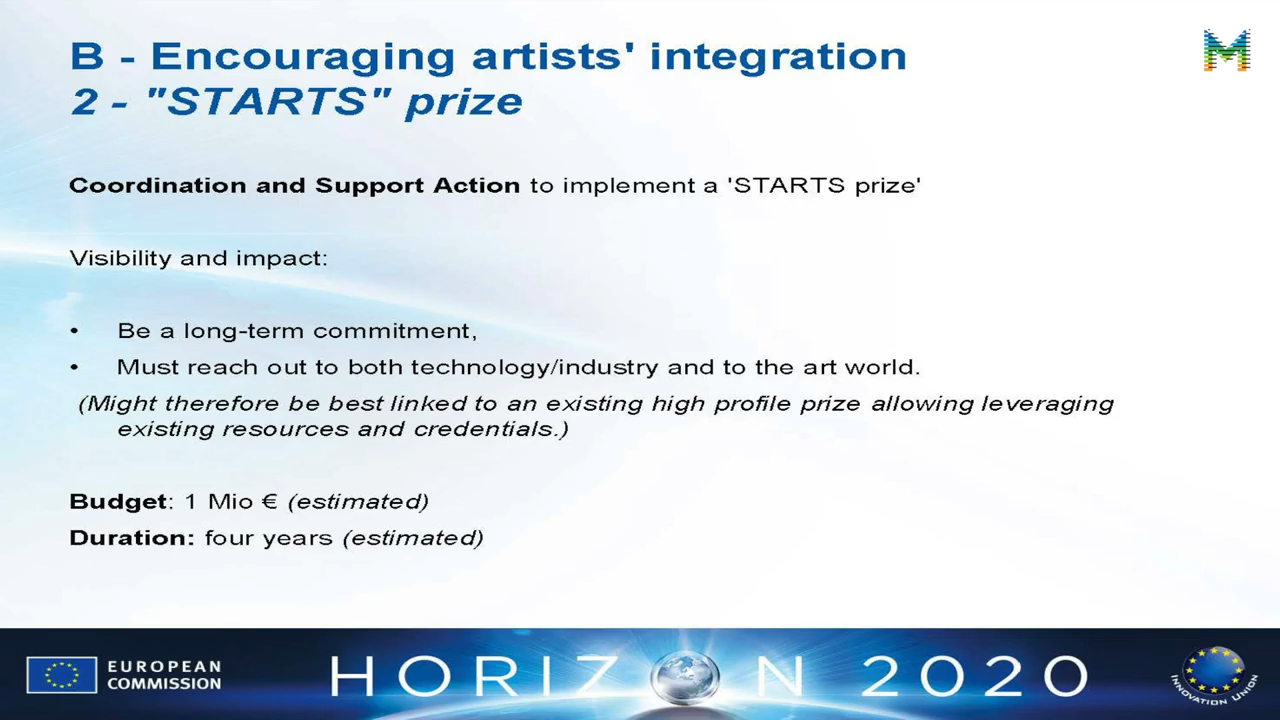 B - Encouraging artists' integration
2 - "STARTS" prize
Coordination and Support Action to implement a 'STARTS prize'
Visibility and impact:
• Be a long-term commitment,
• Must reach out to both technology/industry and to the art world.
(Might therefore be best linked to an existing high profile prize allowing leveraging
existing resources and credentials.)
Budget: 1 Mio € (estimated)
Duration: four years (estimated)
EUROPEAN
COMMISSION
HORIZON 2020
INNOVATION UNION
M